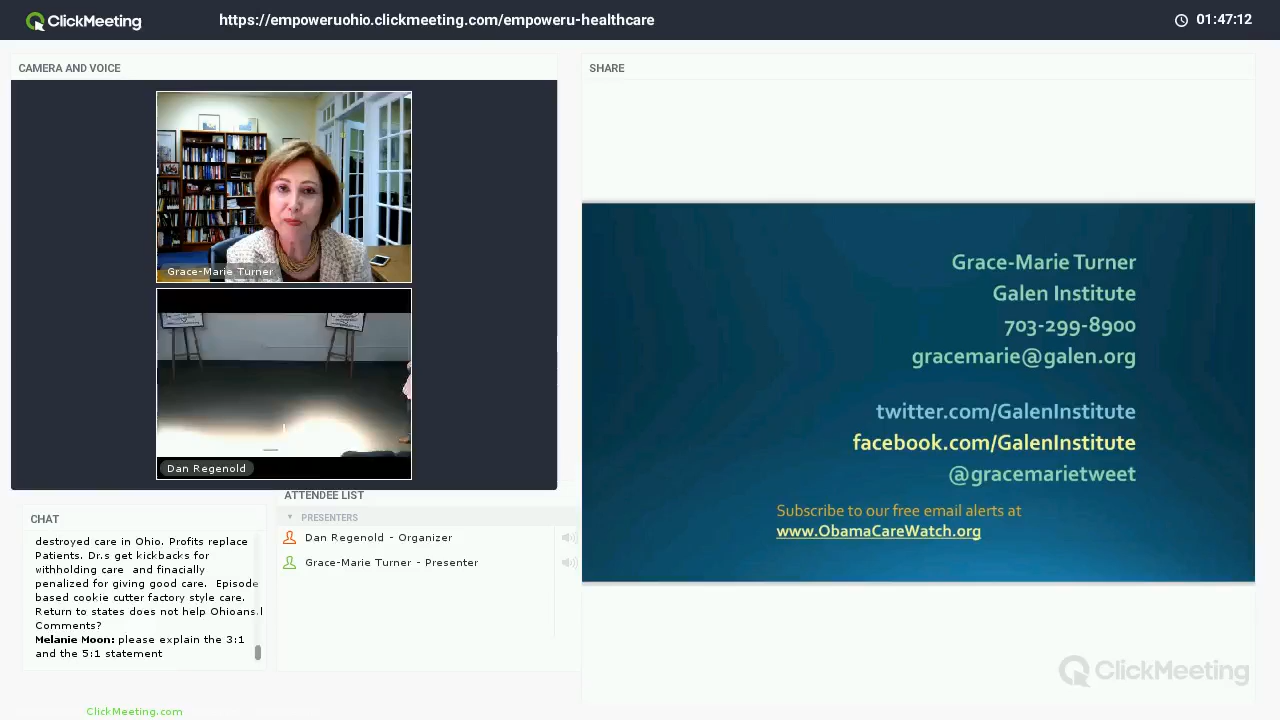 ClickMeeting
https://empoweruohio.clickmeeting.com/empoweru-healthcare
01:47:12
CAMERA AND VOICE
Grace-Marie Turner
Dan Regenold
CHAT
destroyed care in Oiro. Profits replace
Patients. Dr.s get kickbacks for
withholding care and finacially
penalized for giving good care. Episode
based cookie cutter factory style care.
Return to states does not help Ohioans.
Comments?
Melanie Moon: please explain the 3:1
and the 5:1 statement
ATTENDEE LIST
PRESENTERS
Dan Regenold - Organizer
Grace-Marie Turner - Presenter
SHARE
Grace-Marie Turner
Galen Institute
703-299-8900
gracemarie@galen.org
twitter.com/GalenInstitute
facebook.com/GalenInstitute
@gracemarietweet
Subscribe to our free email alerts at
www.ObamaCareWatch.org
ClickMeeting
ClickMeeting.com